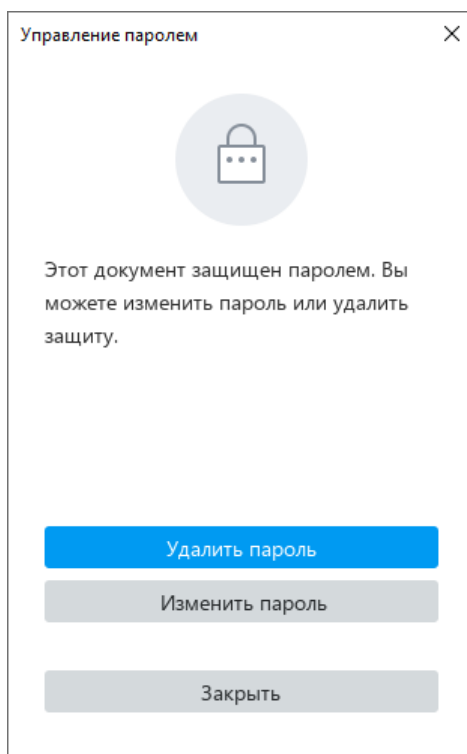 Управление паролем
Этот документ защищен паролем. Вы
можете изменить пароль или удалить
защиту.
Удалить пароль
Изменить пароль
Закрыть